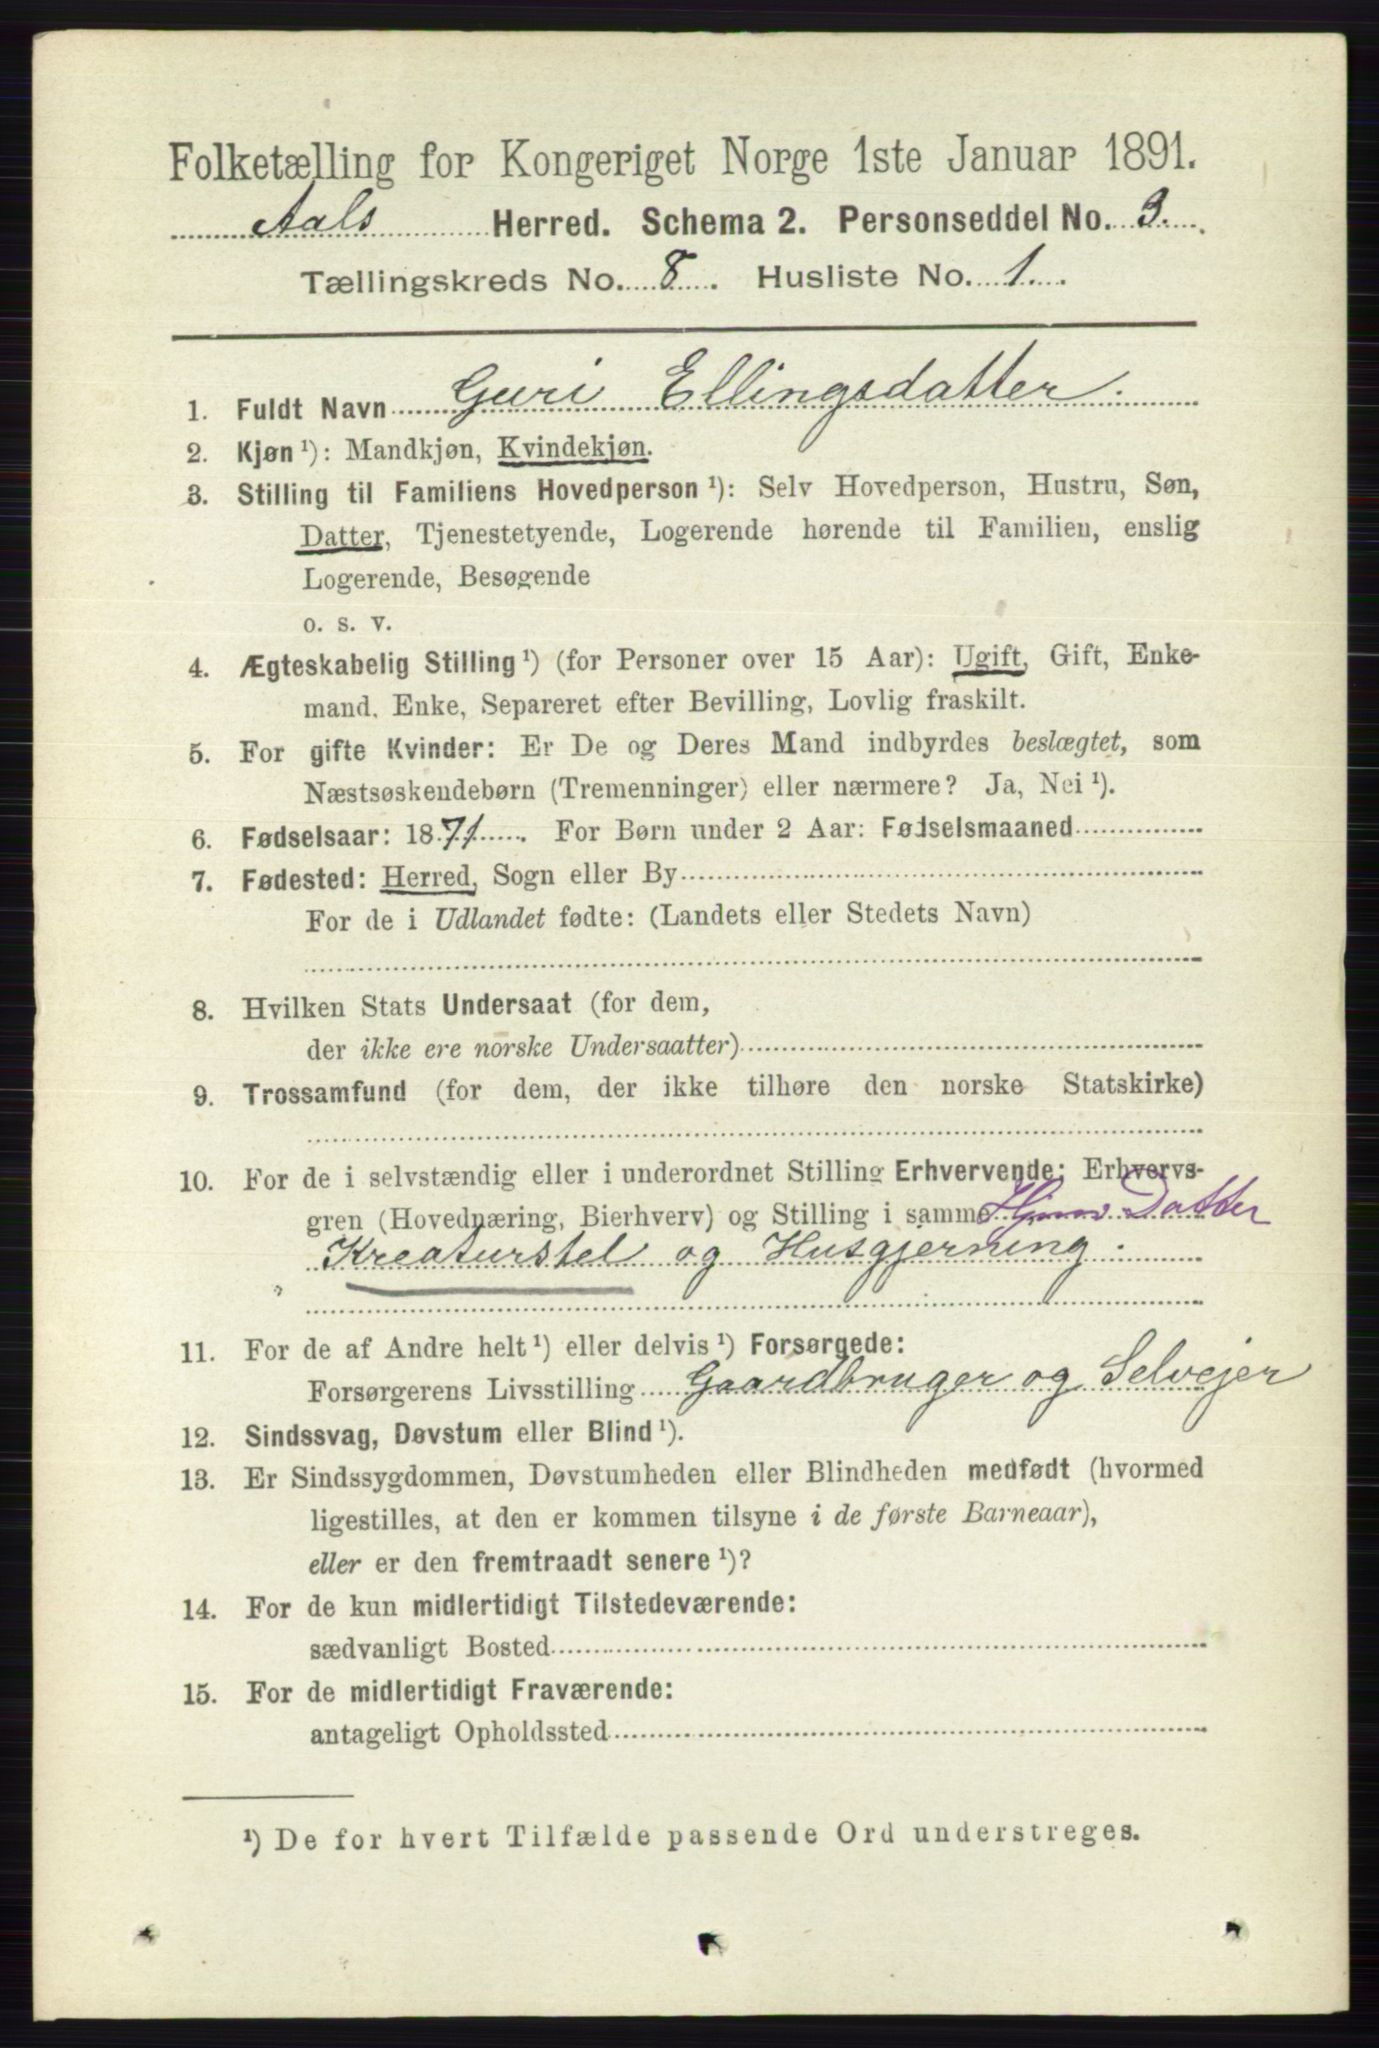 Folketælling for Kongeriget Norge 1ste Januar 1891.
Aals Herred. Schema 2. Personseddel No. 3.
Tællingskreds No. 8. Husliste No. 1.
1. Fuldt Navn Guri Ellingsdatter.
2. Kjøn ¹): Mandkjøn, Kvindekjøn.
3. Stilling til Familiens Hovedperson ¹): Selv Hovedperson, Hustru, Søn,
Datter, Tjenestetyende, Logerende hørende til Familien, enslig
Logerende, Besøgende
o. s. v.
4. Ægteskabelig Stilling ¹) (for Personer over 15 Aar): Ugift, Gift, Enke-
mand, Enke, Separeret efter Bevilling, Lovlig fraskilt.
5. For gifte Kvinder: Er De og Deres Mand indbyrdes beslægtet, som
Næstsøskendebørn (Tremenninger) eller nærmere? Ja, Nei ¹).
6. Fødselsaar: 1871. For Børn under 2 Aar: Fødselsmaaned
7. Fødested: Herred, Sogn eller By
For de i Udlandet fødte: (Landets eller Stedets Navn)
8. Hvilken Stats Undersaat (for dem,
der ikke ere norske Undersaatter)
9. Trossamfund (for dem, der ikke tilhøre den norske Statskirke)
10. For de i selvstændig eller i underordnet Stilling Erhvervende: Erhvervs-
gren (Hovednæring, Bierhverv) og Stilling i samme Datter
Kreaturstel og Husgjerning.
11. For de af Andre helt ¹) eller delvis ¹) Forsørgede:
Forsørgerens Livsstilling Gaardbruger og Selvejer
12. Sindssvag, Døvstum eller Blind ¹).
13. Er Sindssygdommen, Døvstumheden eller Blindheden medfødt (hvormed
ligestilles, at den er kommen tilsyne i de første Barneaar),
eller er den fremtraadt senere ¹)?
14. For de kun midlertidigt Tilstedeværende:
sædvanligt Bosted
15. For de midlertidigt Fraværende:
antageligt Opholdssted
¹) De for hvert Tilfælde passende Ord understreges.